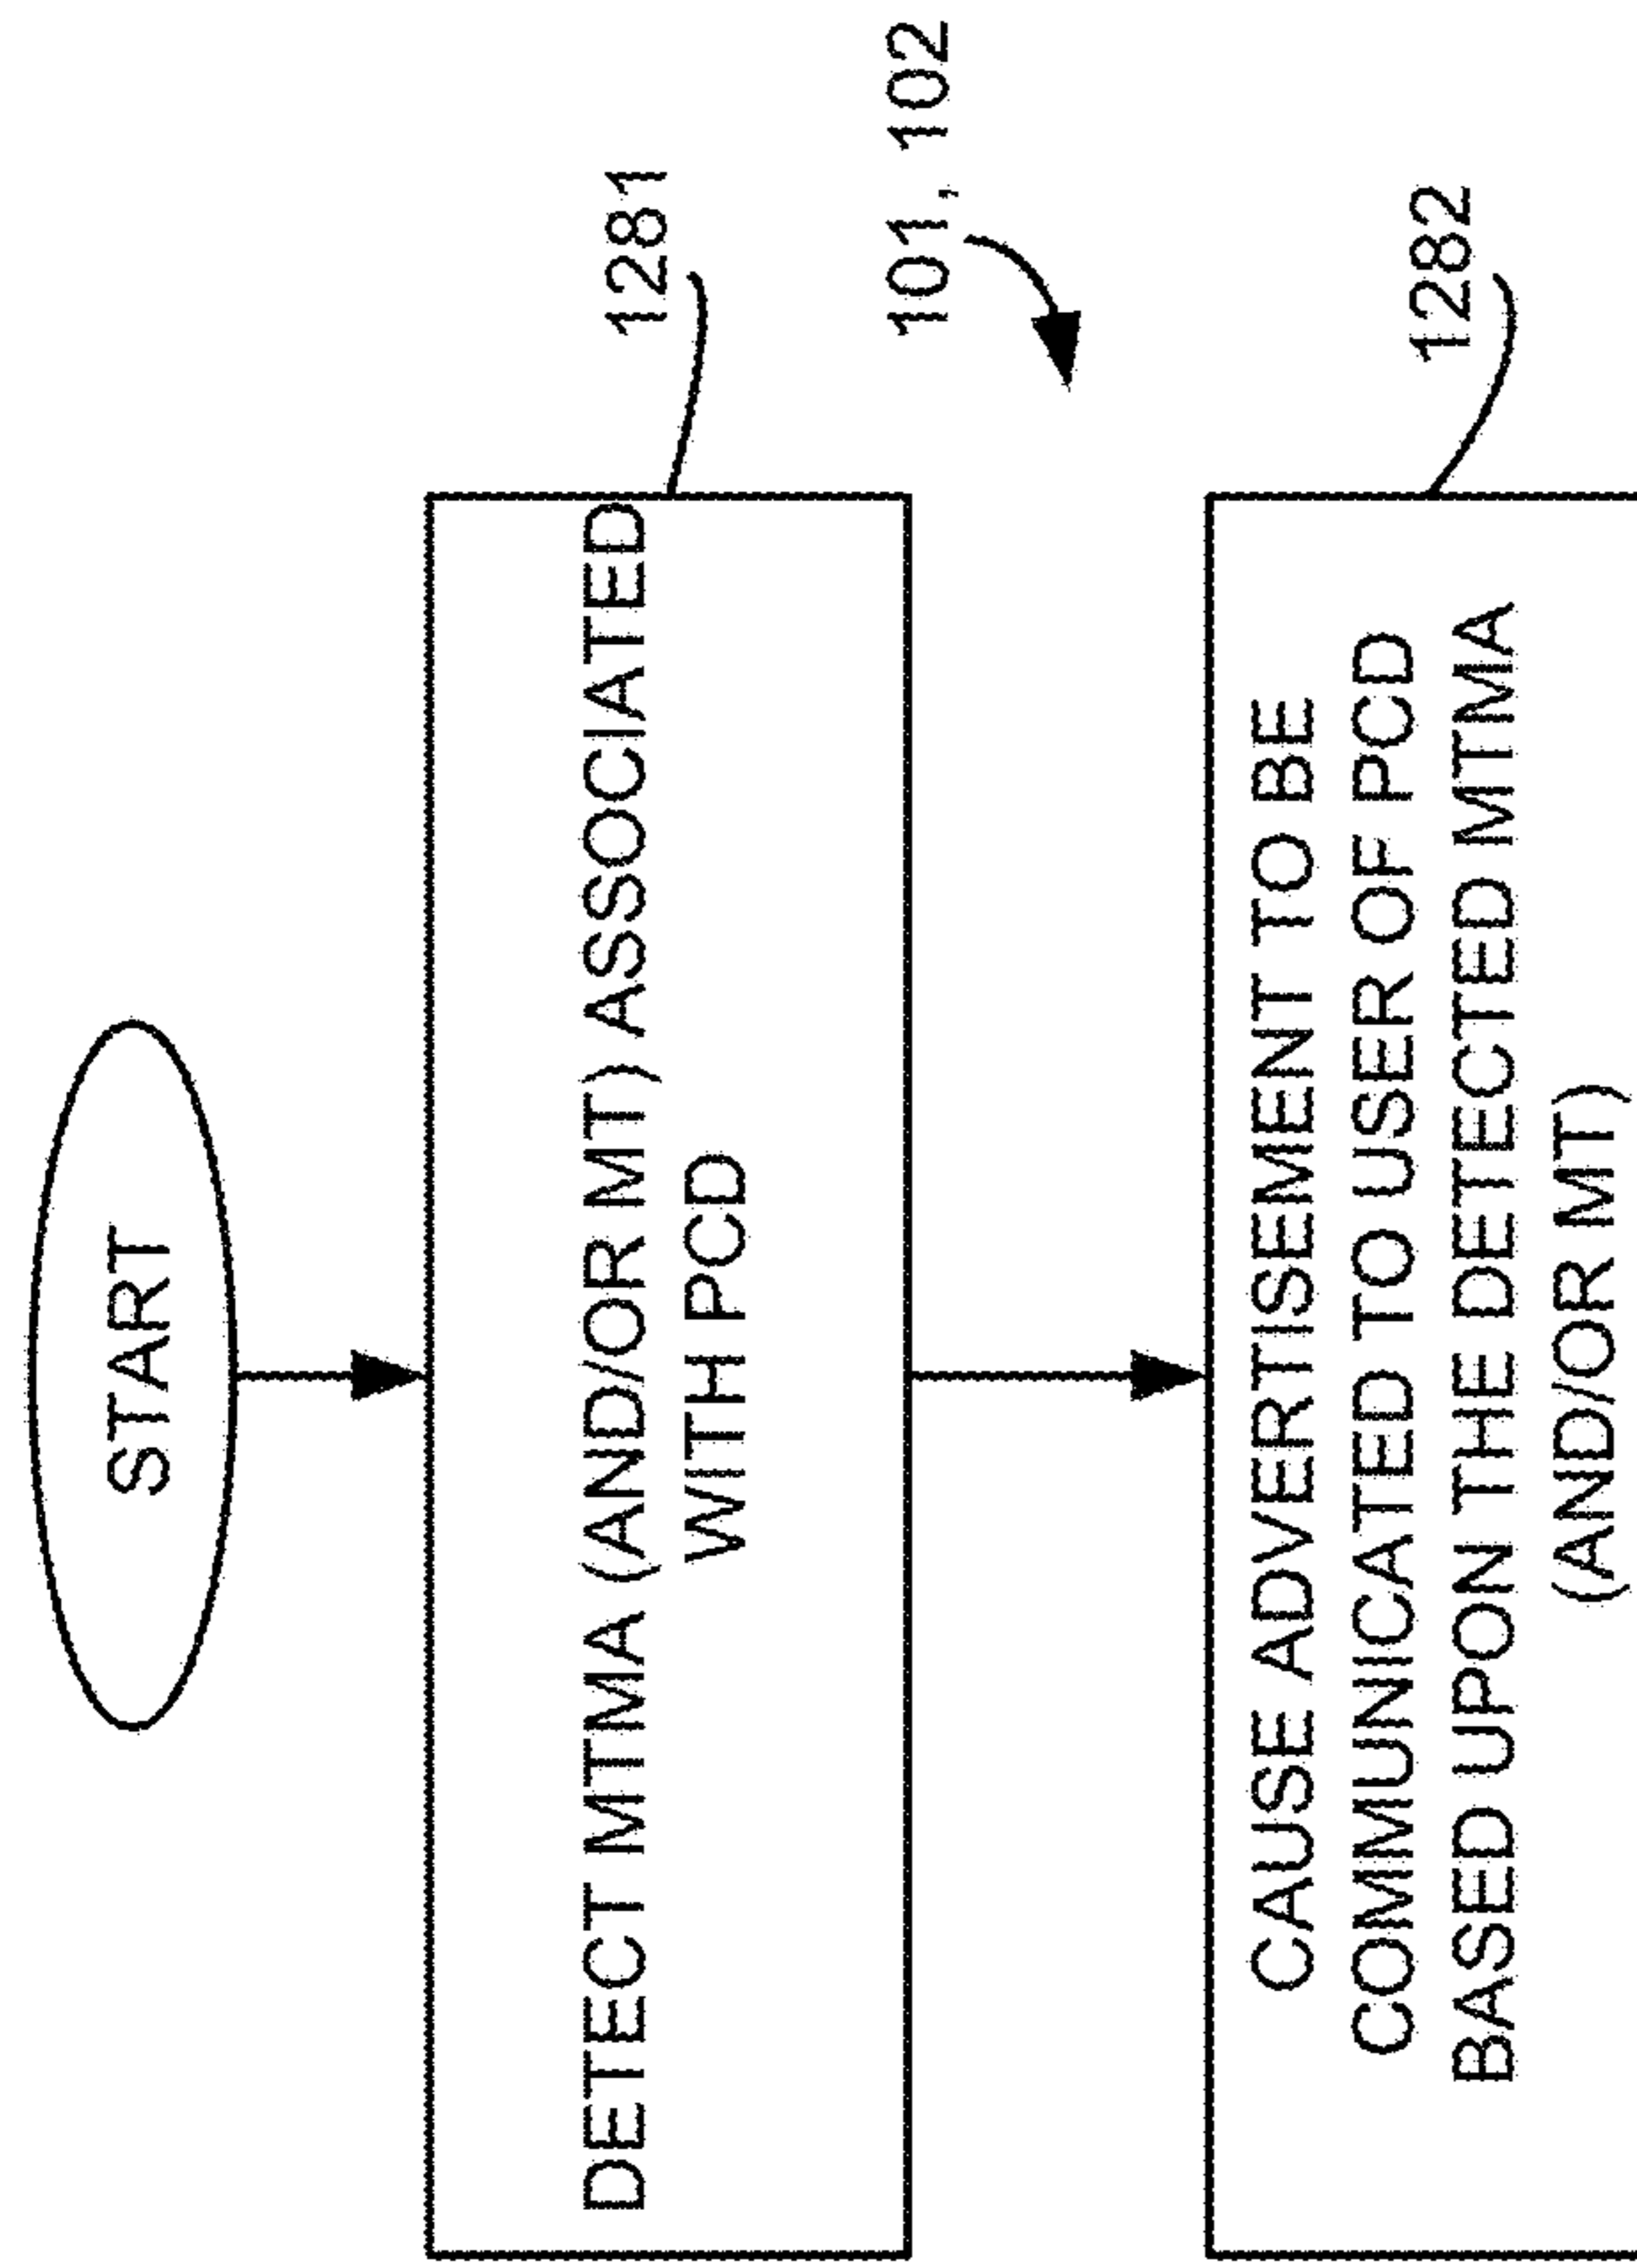 START
DETECT MTMA (AND/OR MT) ASSOCIATED
WITH PCD
1281
101, 102
CAUSE ADVERTISEMENT TO BE
COMMUNICATED TO USER OF PCD
BASED UPON THE DETECTED MTMA
(AND/OR MT)
1282